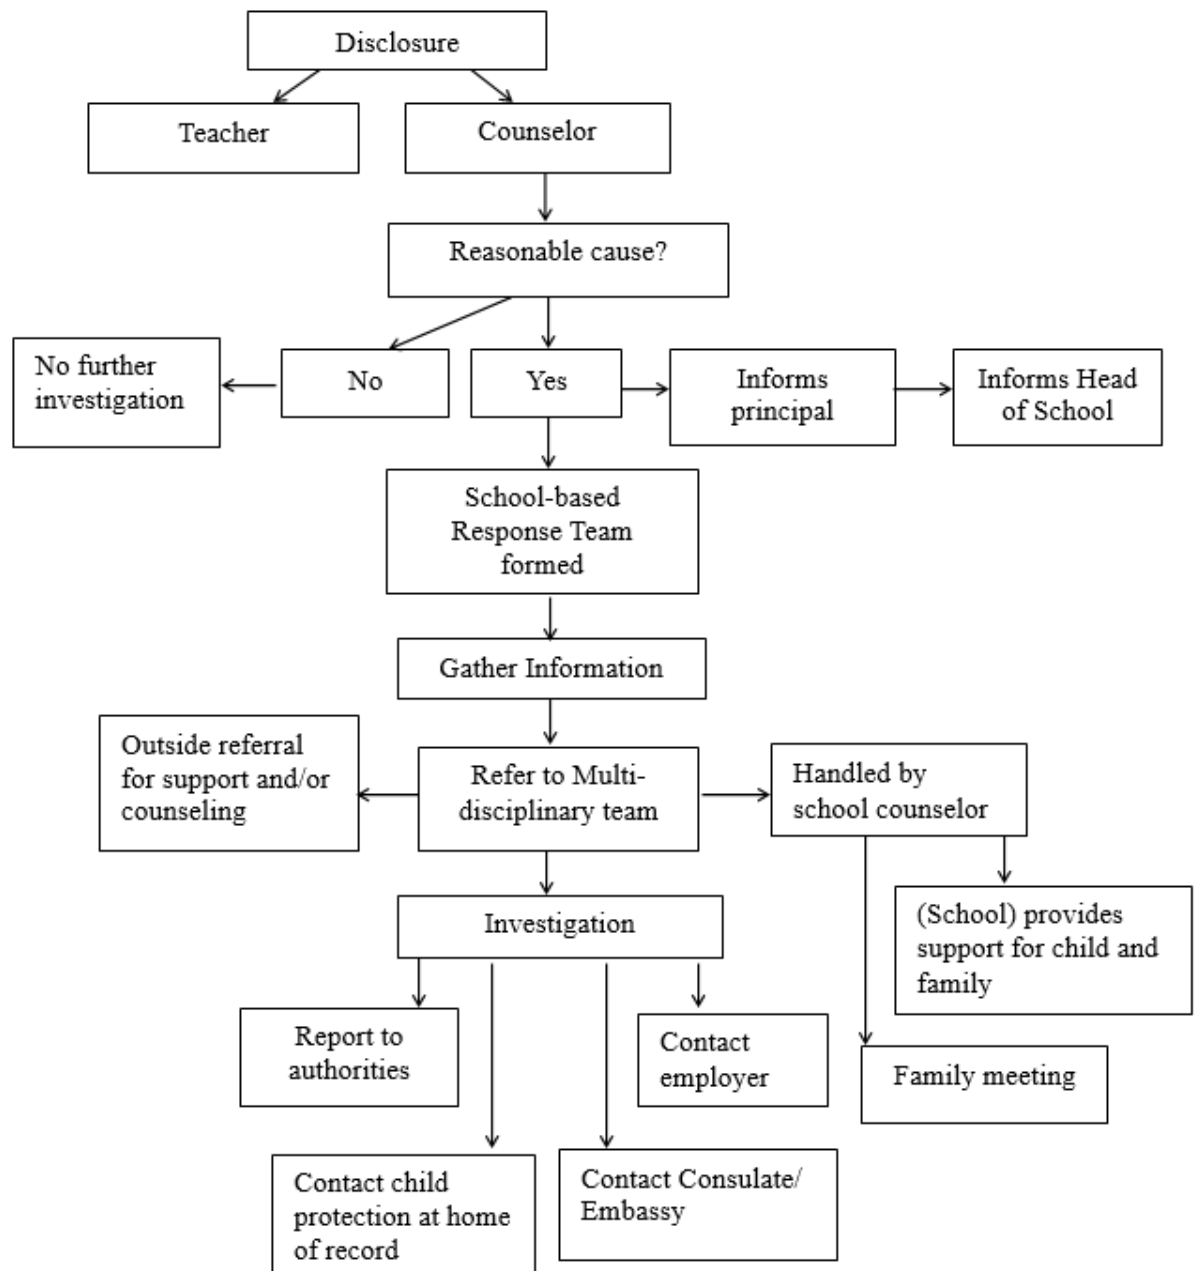 Disclosure
Teacher
Counselor
Reasonable cause?
No further
investigation
No
Yes
Informs
principal
Informs Head
of School
School-based
Response Team
formed
Gather Information
Outside referral
for support and/or
counseling
Refer to Multi-
disciplinary team
Handled by
school counselor
Investigation
(School) provides
support for child and
family
Report to
authorities
Contact
employer
Family meeting
Contact child
protection at home
of record
Contact Consulate/
Embassy